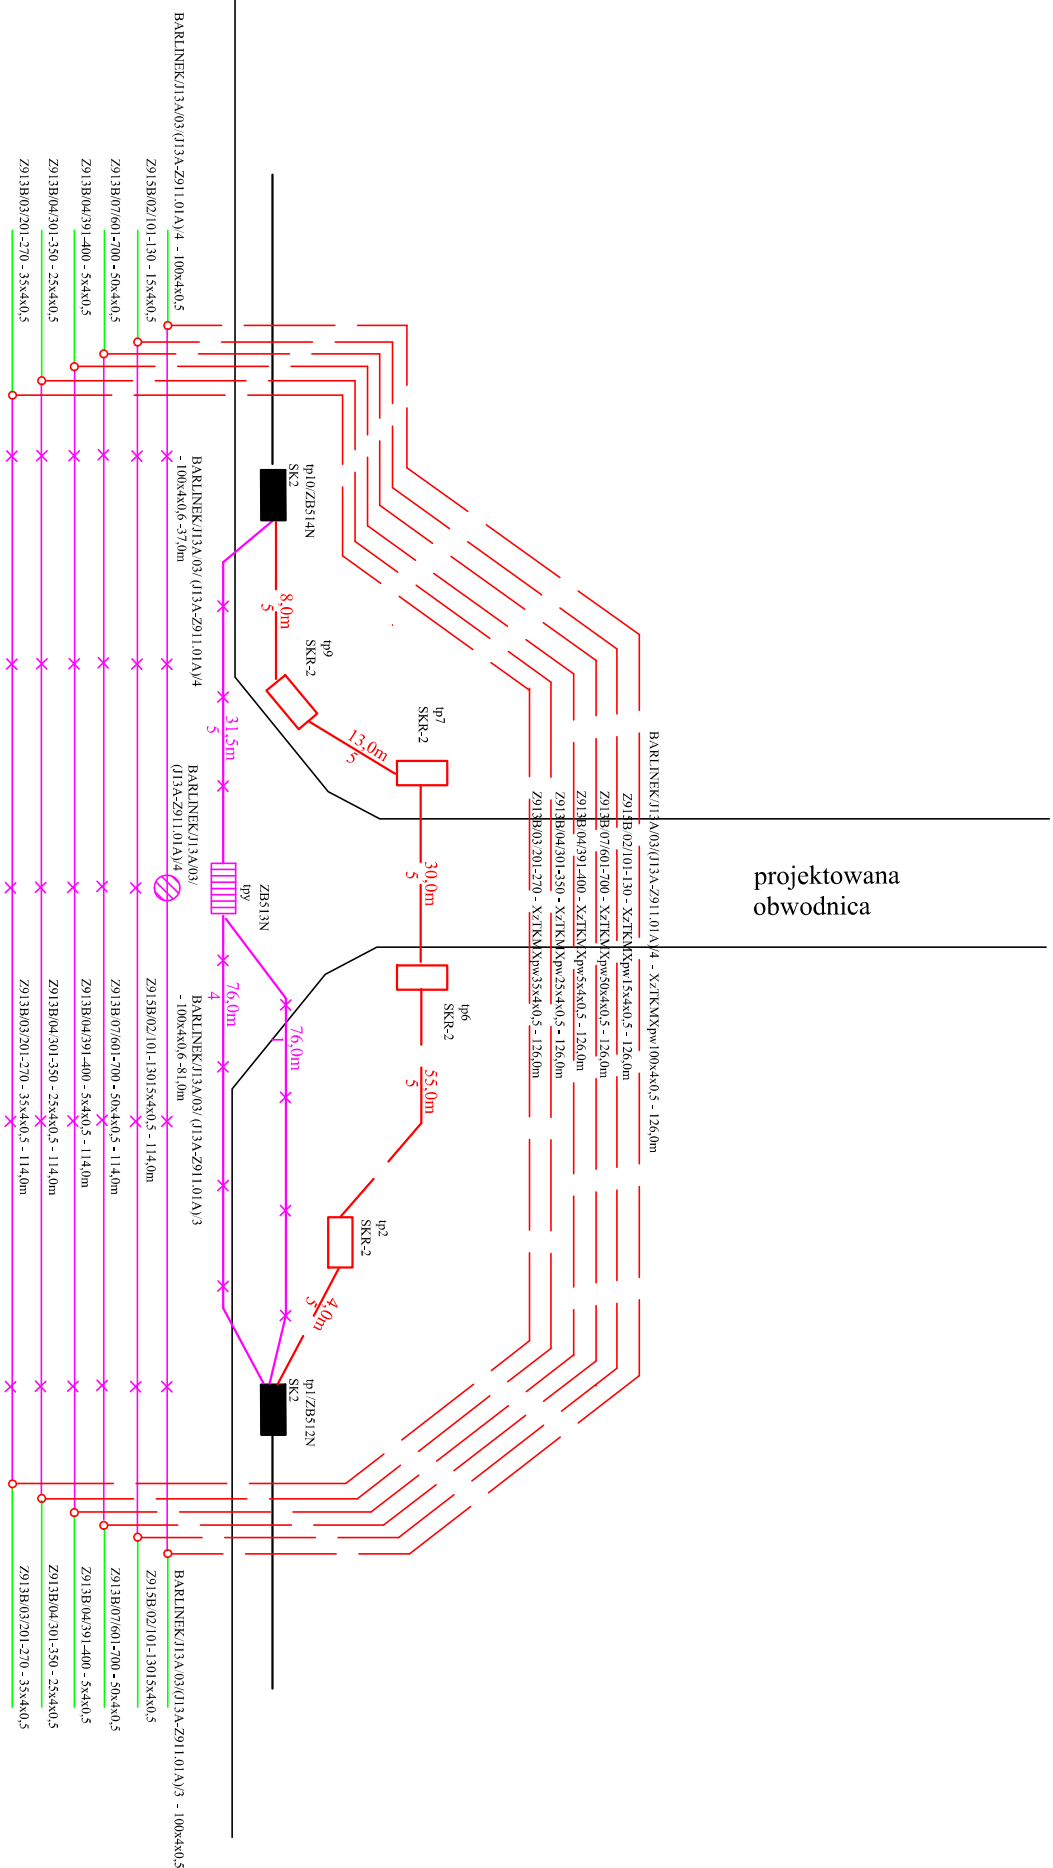 BARLINEK/J13A/03/(J13A-Z911.01A)/4 - 100x4x0,5
Z915B/02/101-130 - 15x4x0,5
Z913B/07/601-700 - 50x4x0,5
Z913B/04/391-400 - 5x4x0,5
Z913B/04/301-350 - 25x4x0,5
Z913B/03/201-270 - 35x4x0,5
tp10/ZB514N
SK2
BARLINEK/J13A/03/ (J13A-Z911.01A)/4
- 100x4x0,6 -37,0m
8,0m
5
tp9
SKR-2
31,5m
5
13,0m
5
tp7
SKR-2
BARLINEK/J13A/03/
(J13A-Z911.01A)/4
ZB513N
tpy
30,0m
5
BARLINEK/J13A/03/(J13A-Z911.01A)/4 - XzTKMXpw100x4x0,5 - 126,0m
Z915B/02/101-130 - XzTKMXpw15x4x0,5 - 126,0m
Z913B/07/601-700 - XzTKMXpw50x4x0,5 - 126,0m
Z913B/04/391-400 - XzTKMXpw5x4x0,5 - 126,0m
Z913B/04/301-350 - XzTKMXpw25x4x0,5 - 126,0m
Z913B/03/201-270 - XzTKMXpw35x4x0,5 - 126,0m
projektowana
obwodnica
tp6
SKR-2
76,0m
4
76,0m
1
55,0m
5
BARLINEK/J13A/03/ (J13A-Z911.01A)/3
- 100x4x0,6 -81,0m
Z915B/02/101-13015x4x0,5 - 114,0m
Z913B/07/601-700 - 50x4x0,5 - 114,0m
Z913B/04/391-400 - 5x4x0,5 - 114,0m
Z913B/04/301-350 - 25x4x0,5 - 114,0m
Z913B/03/201-270 - 35x4x0,5 - 114,0m
tp2
SKR-2
4,0m
5
tp1/ZB512N
SK2
BARLINEK/J13A/03/(J13A-Z911.01A)/3 - 100x4x0,5
Z915B/02/101-13015x4x0,5
Z913B/07/601-700 - 50x4x0,5
Z913B/04/391-400 - 5x4x0,5
Z913B/04/301-350 - 25x4x0,5
Z913B/03/201-270 - 35x4x0,5